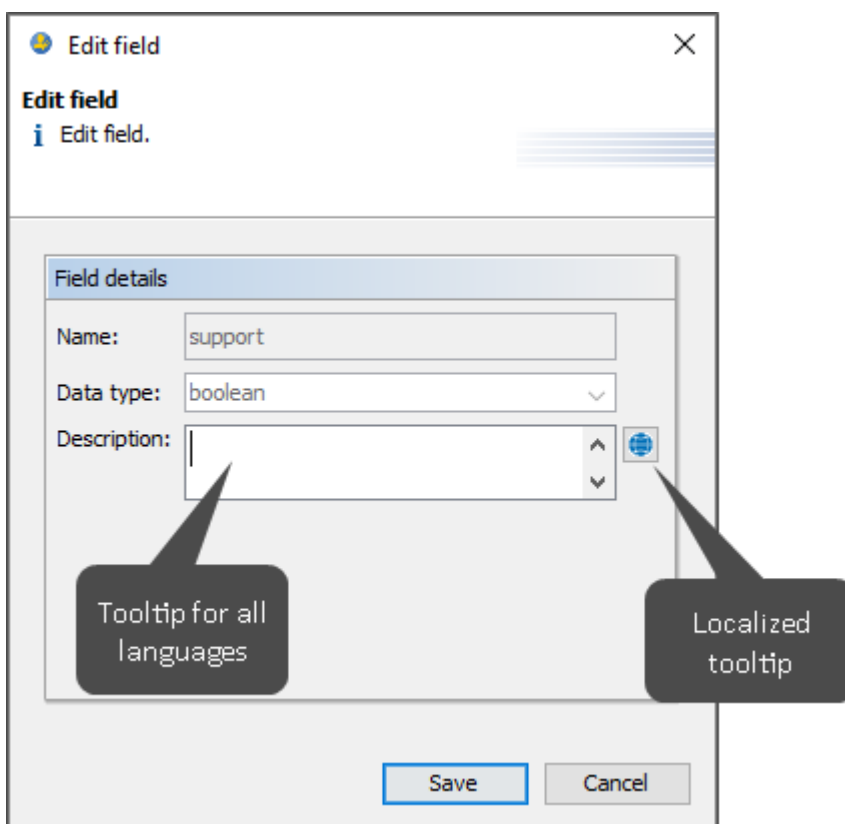 Edit field
Edit field
Edit field.
Field details
Name: support
Data type: boolean
Description:
Tooltip for all
languages
Localized
tooltip
Save Cancel